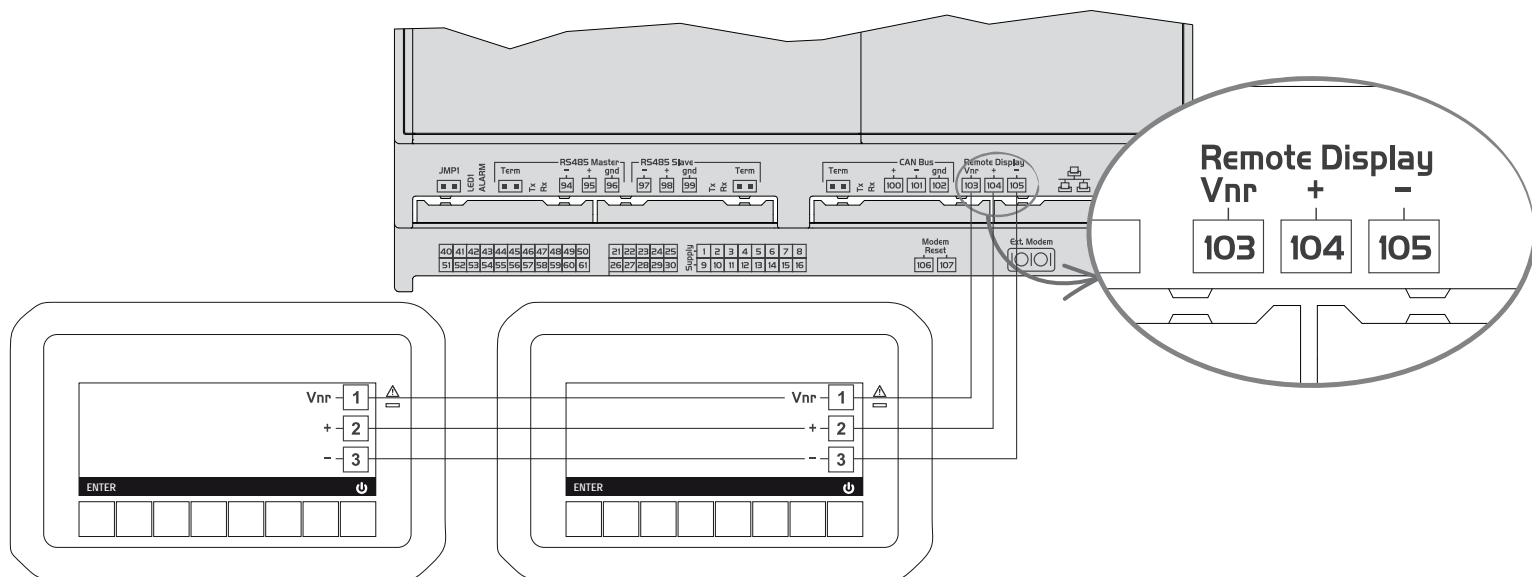 RS485 Master RS485 Slave CAN Bus Remote Display
JMP1 LED1 ALARM Term Tx Rx - + gnd - + gnd Tx Rx Term Term Tx Rx + - gnd Vnr + -
94 95 96 97 98 99 100 101 102 103 104 105
Remote Display
Vnr + -
103 104 105
40 41 42 43 44 45 46 47 48 49 50 21 22 23 24 25 Supply 1 2 3 4 5 6 7 8 Modem Reset Ext. Modem
51 52 53 54 55 56 57 58 59 60 61 26 27 28 29 30 9 10 11 12 13 14 15 16 106 107 |O|O|
Vnr 1 Vnr 1
+ 2 + 2
- 3 - 3
ENTER ENTER